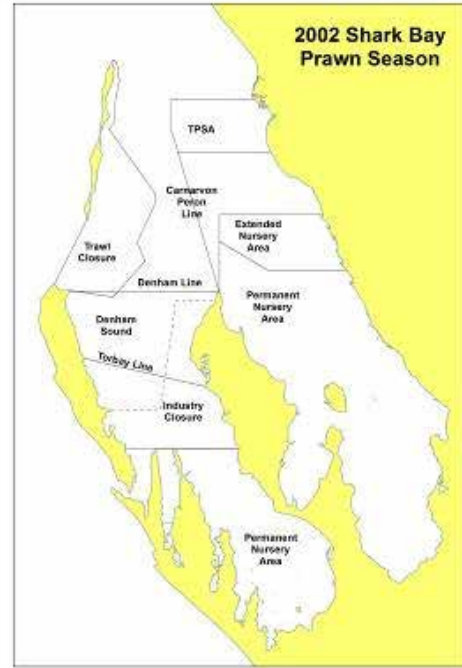 2002 Shark Bay
Prawn Season
TPSA
Carnarvon
Peron
Line
Extended
Nursery
Area
Trawl
Closure
Denham Line
Permanent
Nursery
Area
Denham
Sound
Torbay Line
Industry
Closure
Permanent
Nursery
Area